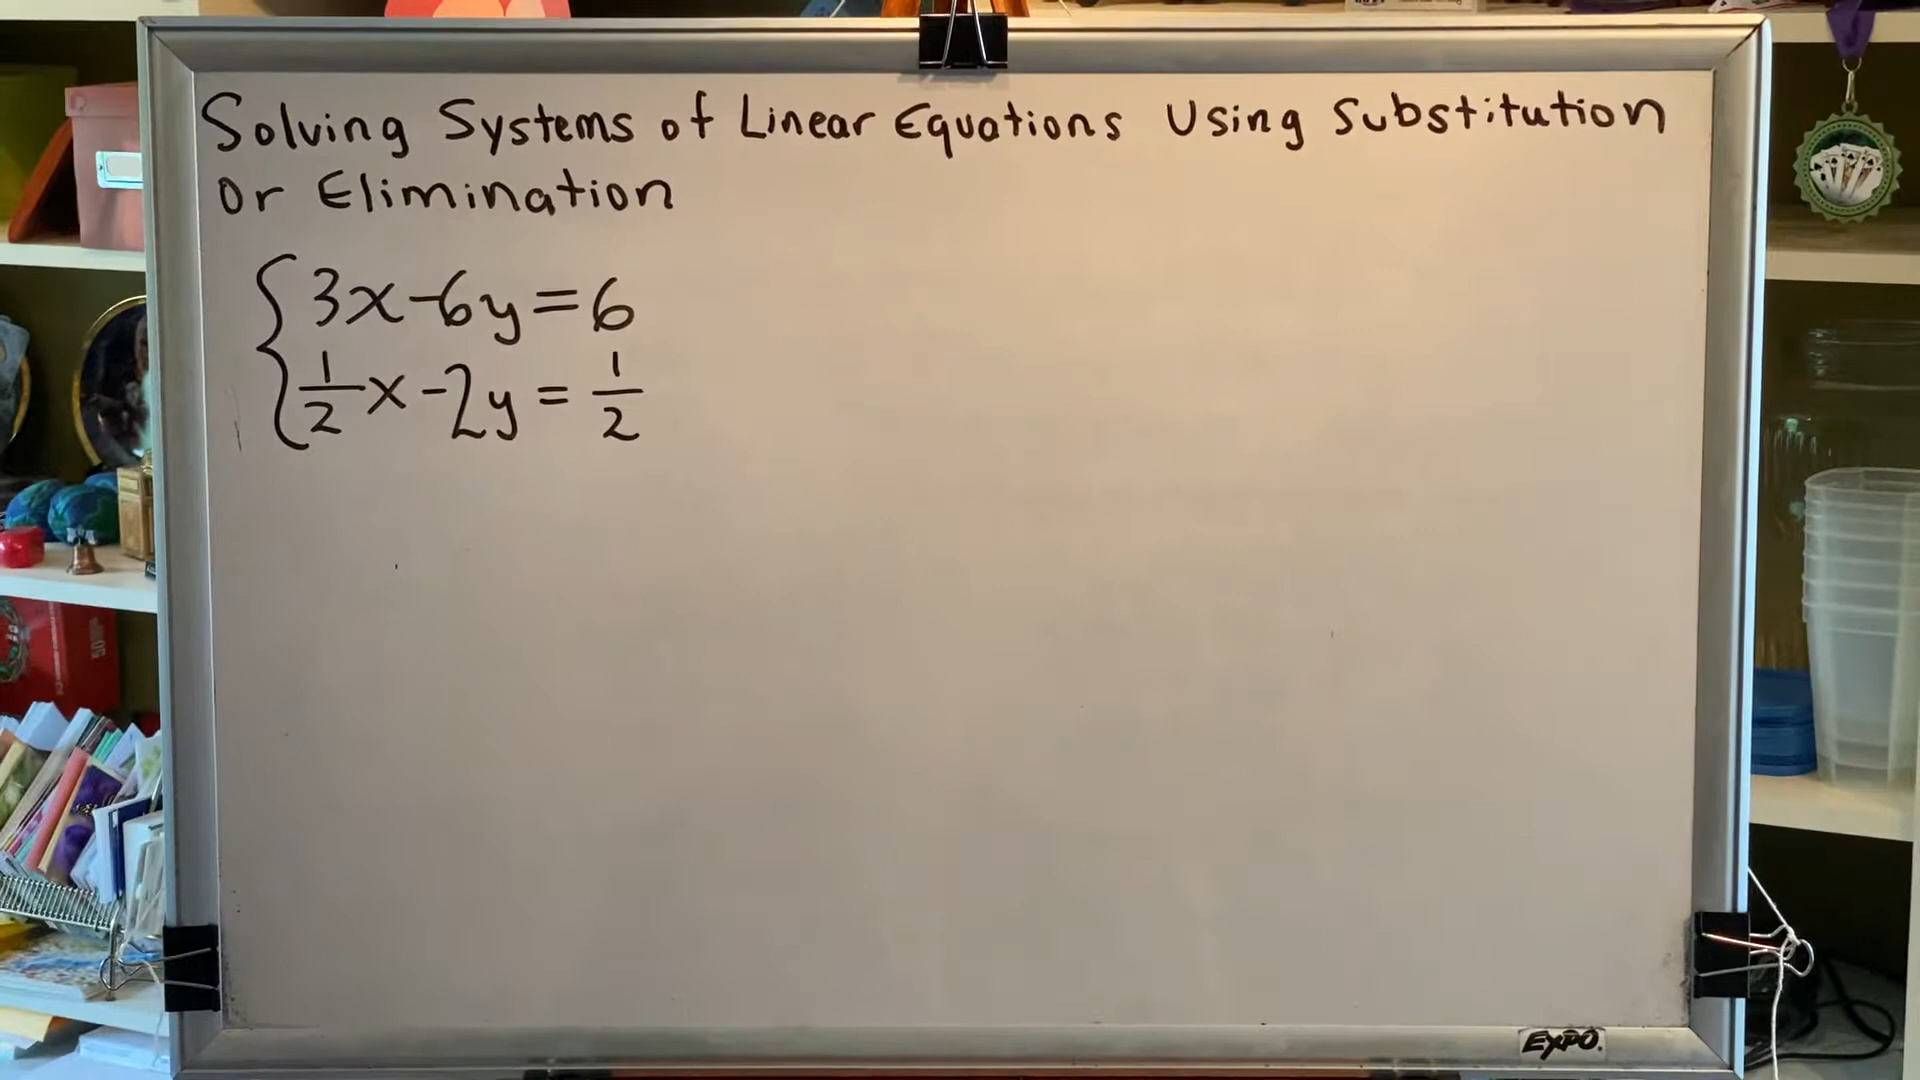 Solving Systems of Linear Equations Using Substitution
Or Elimination
3x-6y=6
1/2 x-2y = 1/2
EXPO.